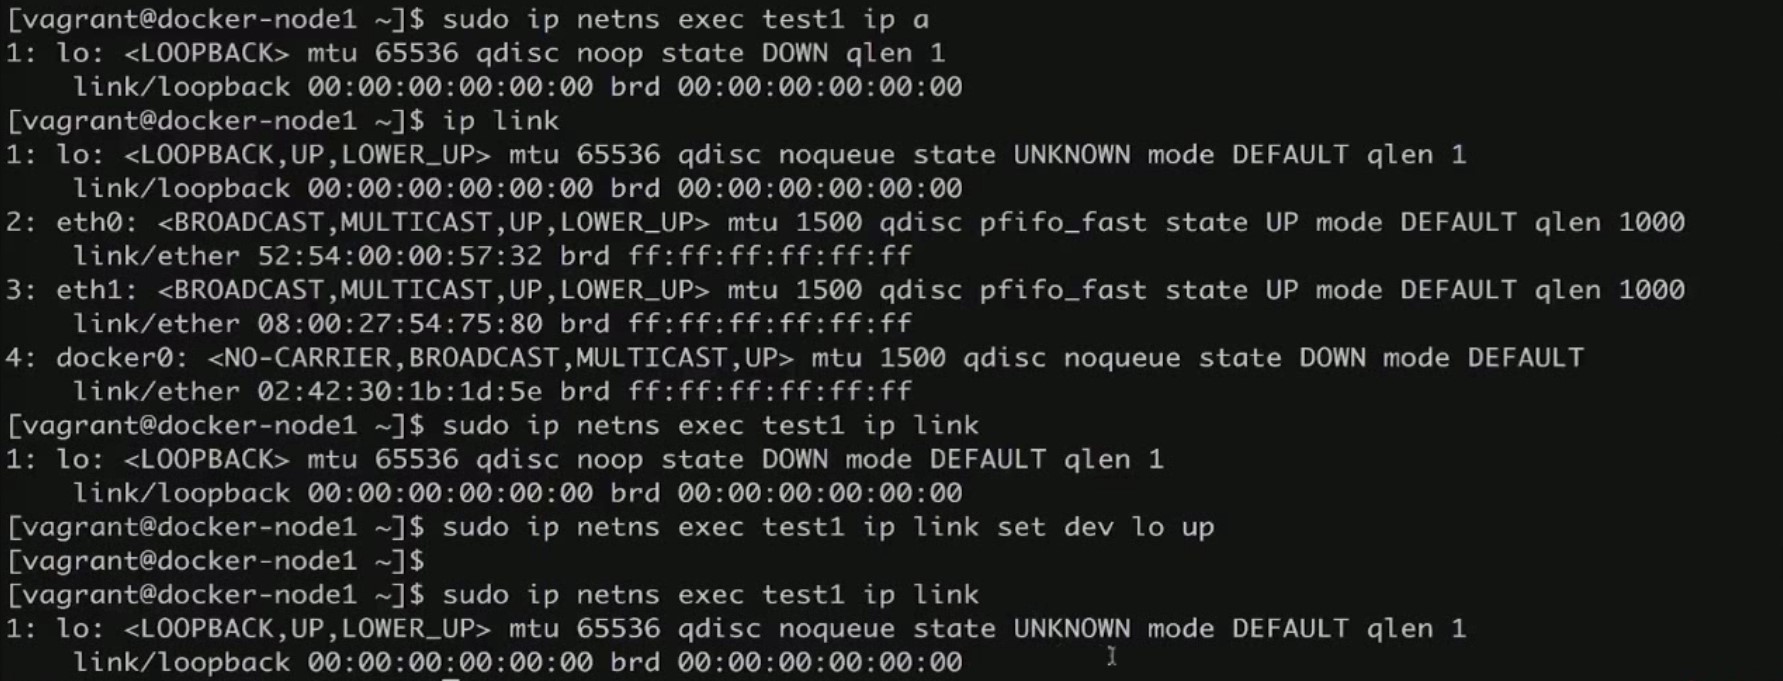 [vagrant@docker-node1 ~]$ sudo ip netns exec test1 ip a
1: lo: <LOOPBACK> mtu 65536 qdisc noop state DOWN qlen 1
    link/loopback 00:00:00:00:00:00 brd 00:00:00:00:00:00
[vagrant@docker-node1 ~]$ ip link
1: lo: <LOOPBACK,UP,LOWER_UP> mtu 65536 qdisc noqueue state UNKNOWN mode DEFAULT qlen 1
    link/loopback 00:00:00:00:00:00 brd 00:00:00:00:00:00
2: eth0: <BROADCAST,MULTICAST,UP,LOWER_UP> mtu 1500 qdisc pfifo_fast state UP mode DEFAULT qlen 1000
    link/ether 52:54:00:00:57:32 brd ff:ff:ff:ff:ff:ff
3: eth1: <BROADCAST,MULTICAST,UP,LOWER_UP> mtu 1500 qdisc pfifo_fast state UP mode DEFAULT qlen 1000
    link/ether 08:00:27:54:75:80 brd ff:ff:ff:ff:ff:ff
4: docker0: <NO-CARRIER,BROADCAST,MULTICAST,UP> mtu 1500 qdisc noqueue state DOWN mode DEFAULT
    link/ether 02:42:30:1b:1d:5e brd ff:ff:ff:ff:ff:ff
[vagrant@docker-node1 ~]$ sudo ip netns exec test1 ip link
1: lo: <LOOPBACK> mtu 65536 qdisc noop state DOWN mode DEFAULT qlen 1
    link/loopback 00:00:00:00:00:00 brd 00:00:00:00:00:00
[vagrant@docker-node1 ~]$ sudo ip netns exec test1 ip link set dev lo up
[vagrant@docker-node1 ~]$
[vagrant@docker-node1 ~]$ sudo ip netns exec test1 ip link
1: lo: <LOOPBACK,UP,LOWER_UP> mtu 65536 qdisc noqueue state UNKNOWN mode DEFAULT qlen 1
    link/loopback 00:00:00:00:00:00 brd 00:00:00:00:00:00